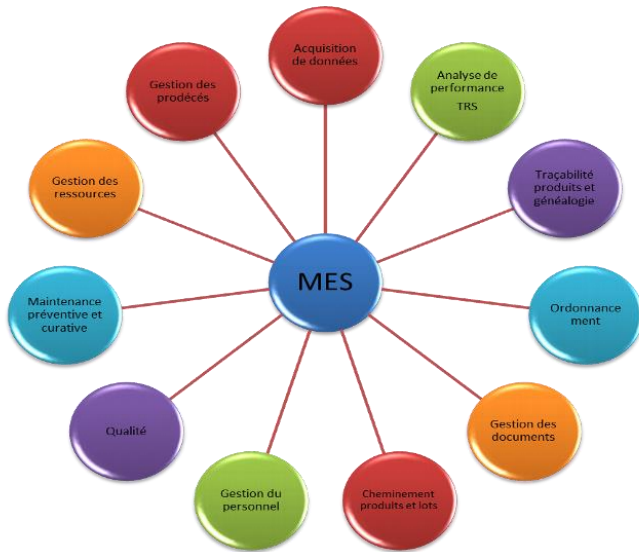 Acquisition
de données
Analyse de
performance
TRS
Traçabilité
produits et
généalogie
Ordonnance
ment
Gestion des
documents
Cheminement
produits et lots
Gestion du
personnel
Qualité
Maintenance
préventive et
curative
Gestion des
ressources
Gestion des
prodécés
MES